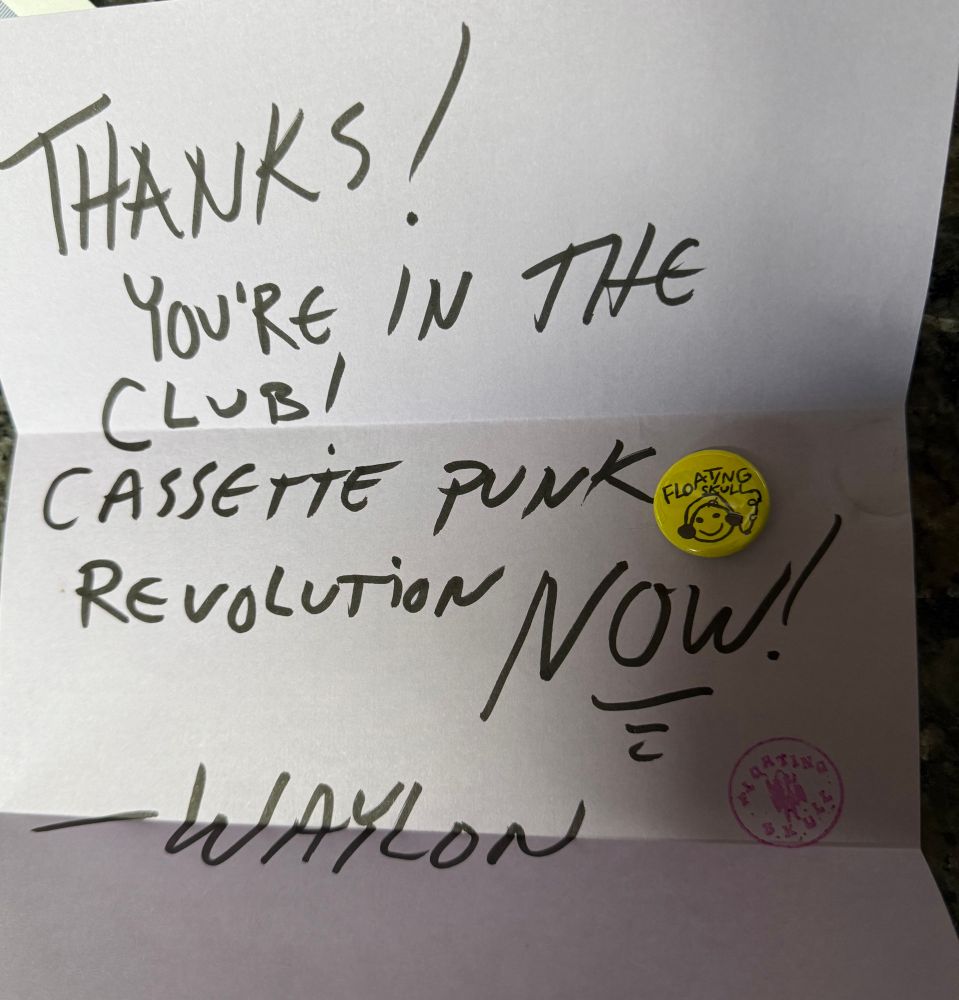 THANKS!
YOU'RE IN THE
CLUB!
CASSETTE PUNK
FLOATING
SKULL
REVOLUTION NOW!
—WAYLON
FLOATING
SKULL